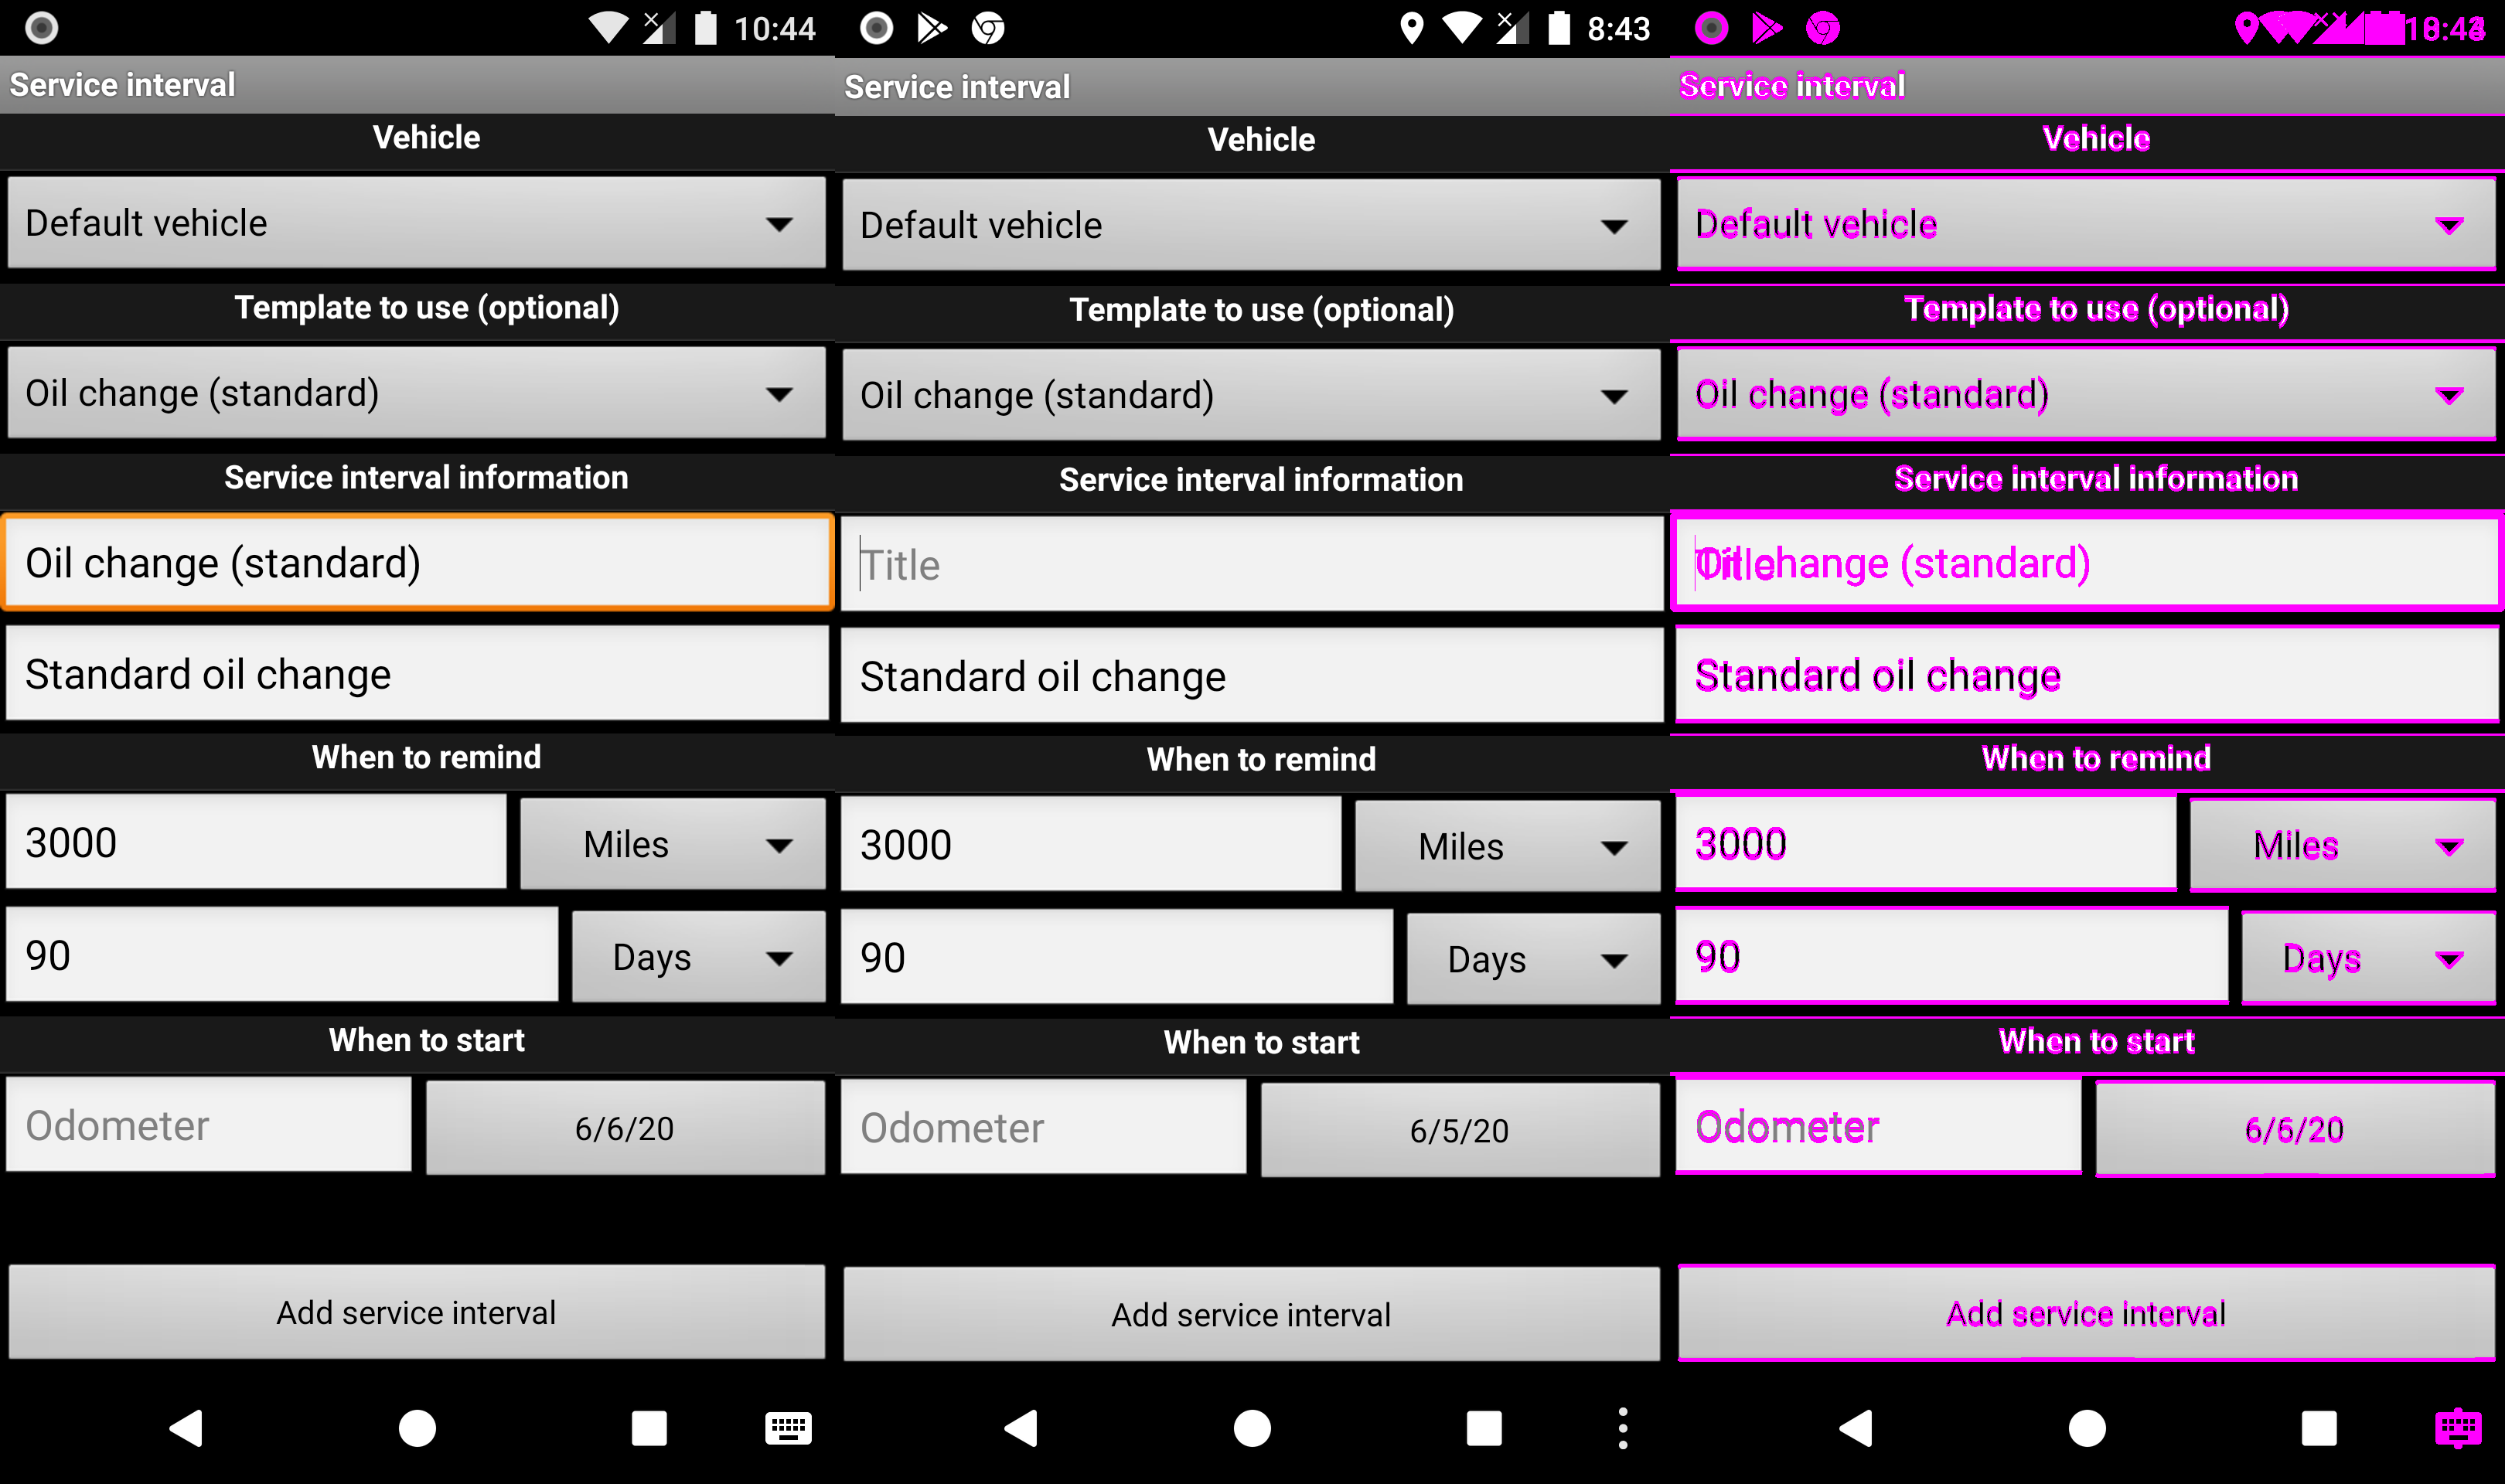 10:44
Service interval
Vehicle
Default vehicle
Template to use (optional)
Oil change (standard)
Service interval information
Oil change (standard)
Standard oil change
When to remind
3000 Miles
90 Days
When to start
Odometer 6/6/20
Add service interval
8:43
Service interval
Vehicle
Default vehicle
Template to use (optional)
Oil change (standard)
Service interval information
Title
Standard oil change
When to remind
3000 Miles
90 Days
When to start
Odometer 6/5/20
Add service interval
Service interval
Vehicle
Default vehicle
Template to use (optional)
Oil change (standard)
Service interval information
change (standard)
Standard oil change
When to remind
3000 Miles
90 Days
When to start
Odometer 6/6/20
Add service interval